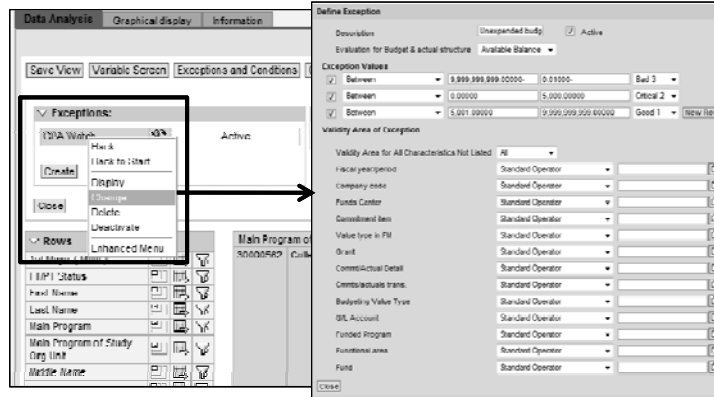 Data Analysis Graphical display Information
Save View Variable Screen Exceptions and Conditions
Exceptions:
Active
Back
Back to Start
Create
Display
Change
Close
Delete
Deactivate
Enhanced Menu
Rows
Main Program of
30000582
Status
First Name
Last Name
Main Program
Main Program of Study
Org Unit
Middle Name
Define Exception
Description Unexpended budg Active
Evaluation for Budget & actual structure Available Balance
Exception Values
Between 9,999,999,999.00000- 0.01000- Bad 3
Between 0.00000 5,000.00000 Critical 2
Between 5,001.00000 9,999,999,999.00000 Good 1 New Re
Validity Area of Exception
Validity Area for All Characteristics Not Listed All
Fiscal year/period Standard Operator
Company code Standard Operator
Funds Center Standard Operator
Commitment item Standard Operator
Value type in FM Standard Operator
Grant Standard Operator
Commt/Actual Detail Standard Operator
Cmmts/actuals trans. Standard Operator
Budgeting Value Type Standard Operator
G/L Account Standard Operator
Funded Program Standard Operator
Functional area Standard Operator
Fund Standard Operator
Close